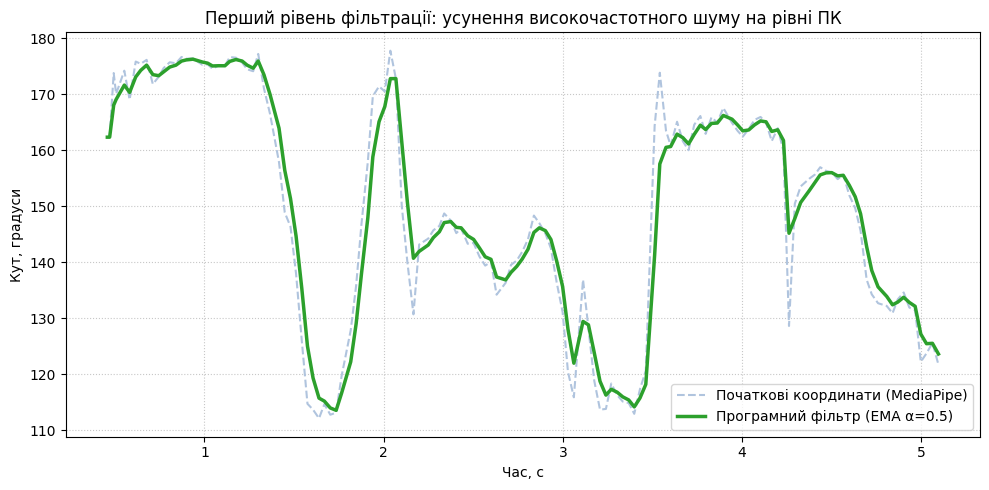 Перший рівень фільтрації: усунення високочастотного шуму на рівні ПК
180
170
160
150
140
130
120
110
Кут, градуси
Початкові координати (MediaPipe)
Програмний фільтр (EMA α=0.5)
1
2
3
4
5
Час, с